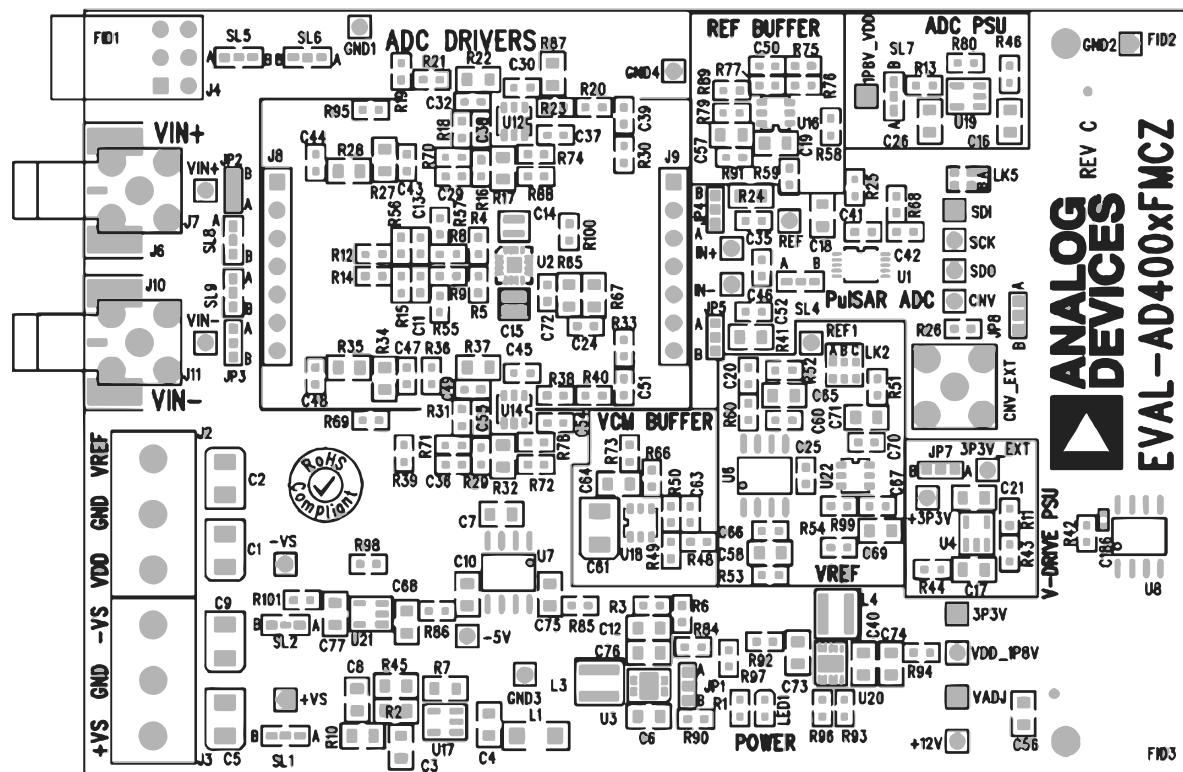 FID1
J4
SL5
A B
SL6
B A
GND1
ADC DRIVERS
R19
R21
R22
C30
R87
R95
C32
R18
C38
U12
R23
R20
C39
R30
C37
GND4
C44
R28
R27
C43
R70
C29
R16
R17
R74
R88
J8
J9
R56
C13
R57
R4
C14
R100
R12
R8
R14
R9
R5
U2
R65
R67
R15
C11
R55
C15
C72
C24
R33
R35
R34
C47
R36
R37
C45
C48
C49
R38
R40
C51
R69
R31
C55
U14
C54
R39
R71
C36
R29
R32
R78
R72
VIN+
VIN+
JP2
B
A
J7
J6
SL8
A
B
J10
SL9
A
B
VIN-
JP3
A
B
J11
VIN-
REF BUFFER
C50
R75
R77
R89
R79
R76
U16
C57
C19
R58
R91
R59
JP4
B
A
R24
C35
REF
C18
IN+
IN-
C46
SL4
A B
C52
JP5
A
B
R41
ADC PSU
1P8V_VDD
SL7
B
A
R13
R80
R46
C26
U19
C16
R25
R68
C41
C42
U1
PulSAR ADC
LK5
B A
SDI
SCK
SDO
CNV
R26
JP8
A
B
CNV_EXT
REF1
A B C
LK2
C20
R52
C65
R51
R60
C60
C71
C70
U6
C25
U22
C67
C66
R54
R99
C58
C69
R53
VREF
VCM BUFFER
R73
R66
C64
R50
C63
U18
R49
R48
C61
JP7
B A
3P3V_EXT
+3P3V
C21
R11
U4
R43
R44
C17
V-DRIVE PSU
GND2
FID2
REV C
EVAL-AD400xFMCZ
ANALOG
DEVICES
R42
C186
U8
J2
VREF
GND
VDD
-VS
GND
+VS
J3
C2
C1
C9
C5
RoHS
Compliant
-VS
R98
R101
B A
SL2
C77
U21
C68
R86
C7
C10
U7
C75
R85
-5V
+VS
B A
SL1
C8
R45
R2
R10
R7
U17
C3
C4
L1
GND3
R3
R6
C12
R84
C76
L3
U3
JP1
A
B
C6
R90
R97
R92
C73
R1
LED1
POWER
L4
C40
C74
R94
U20
R96
R93
3P3V
VDD_1P8V
VADJ
+12V
C56
FID3